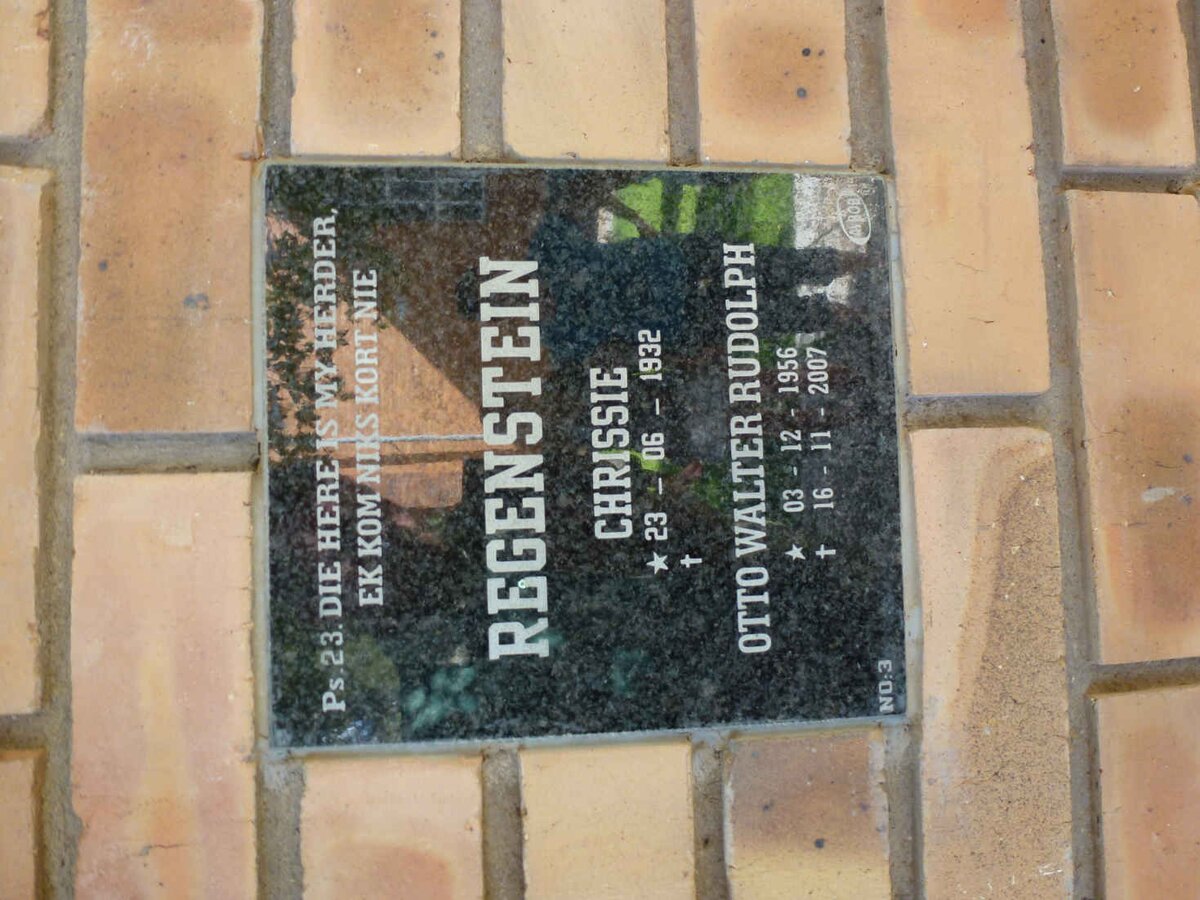 Ps.23. DIE HERE IS MY HERDER,
EK KOM NIKS KORT NIE
REGENSTEIN
CHRISSIE
★ 23 – 06 – 1932
✝
OTTO WALTER RUDOLPH
★ 03 - 12 - 1956
✝ 16 - 11 - 2007
NO:3